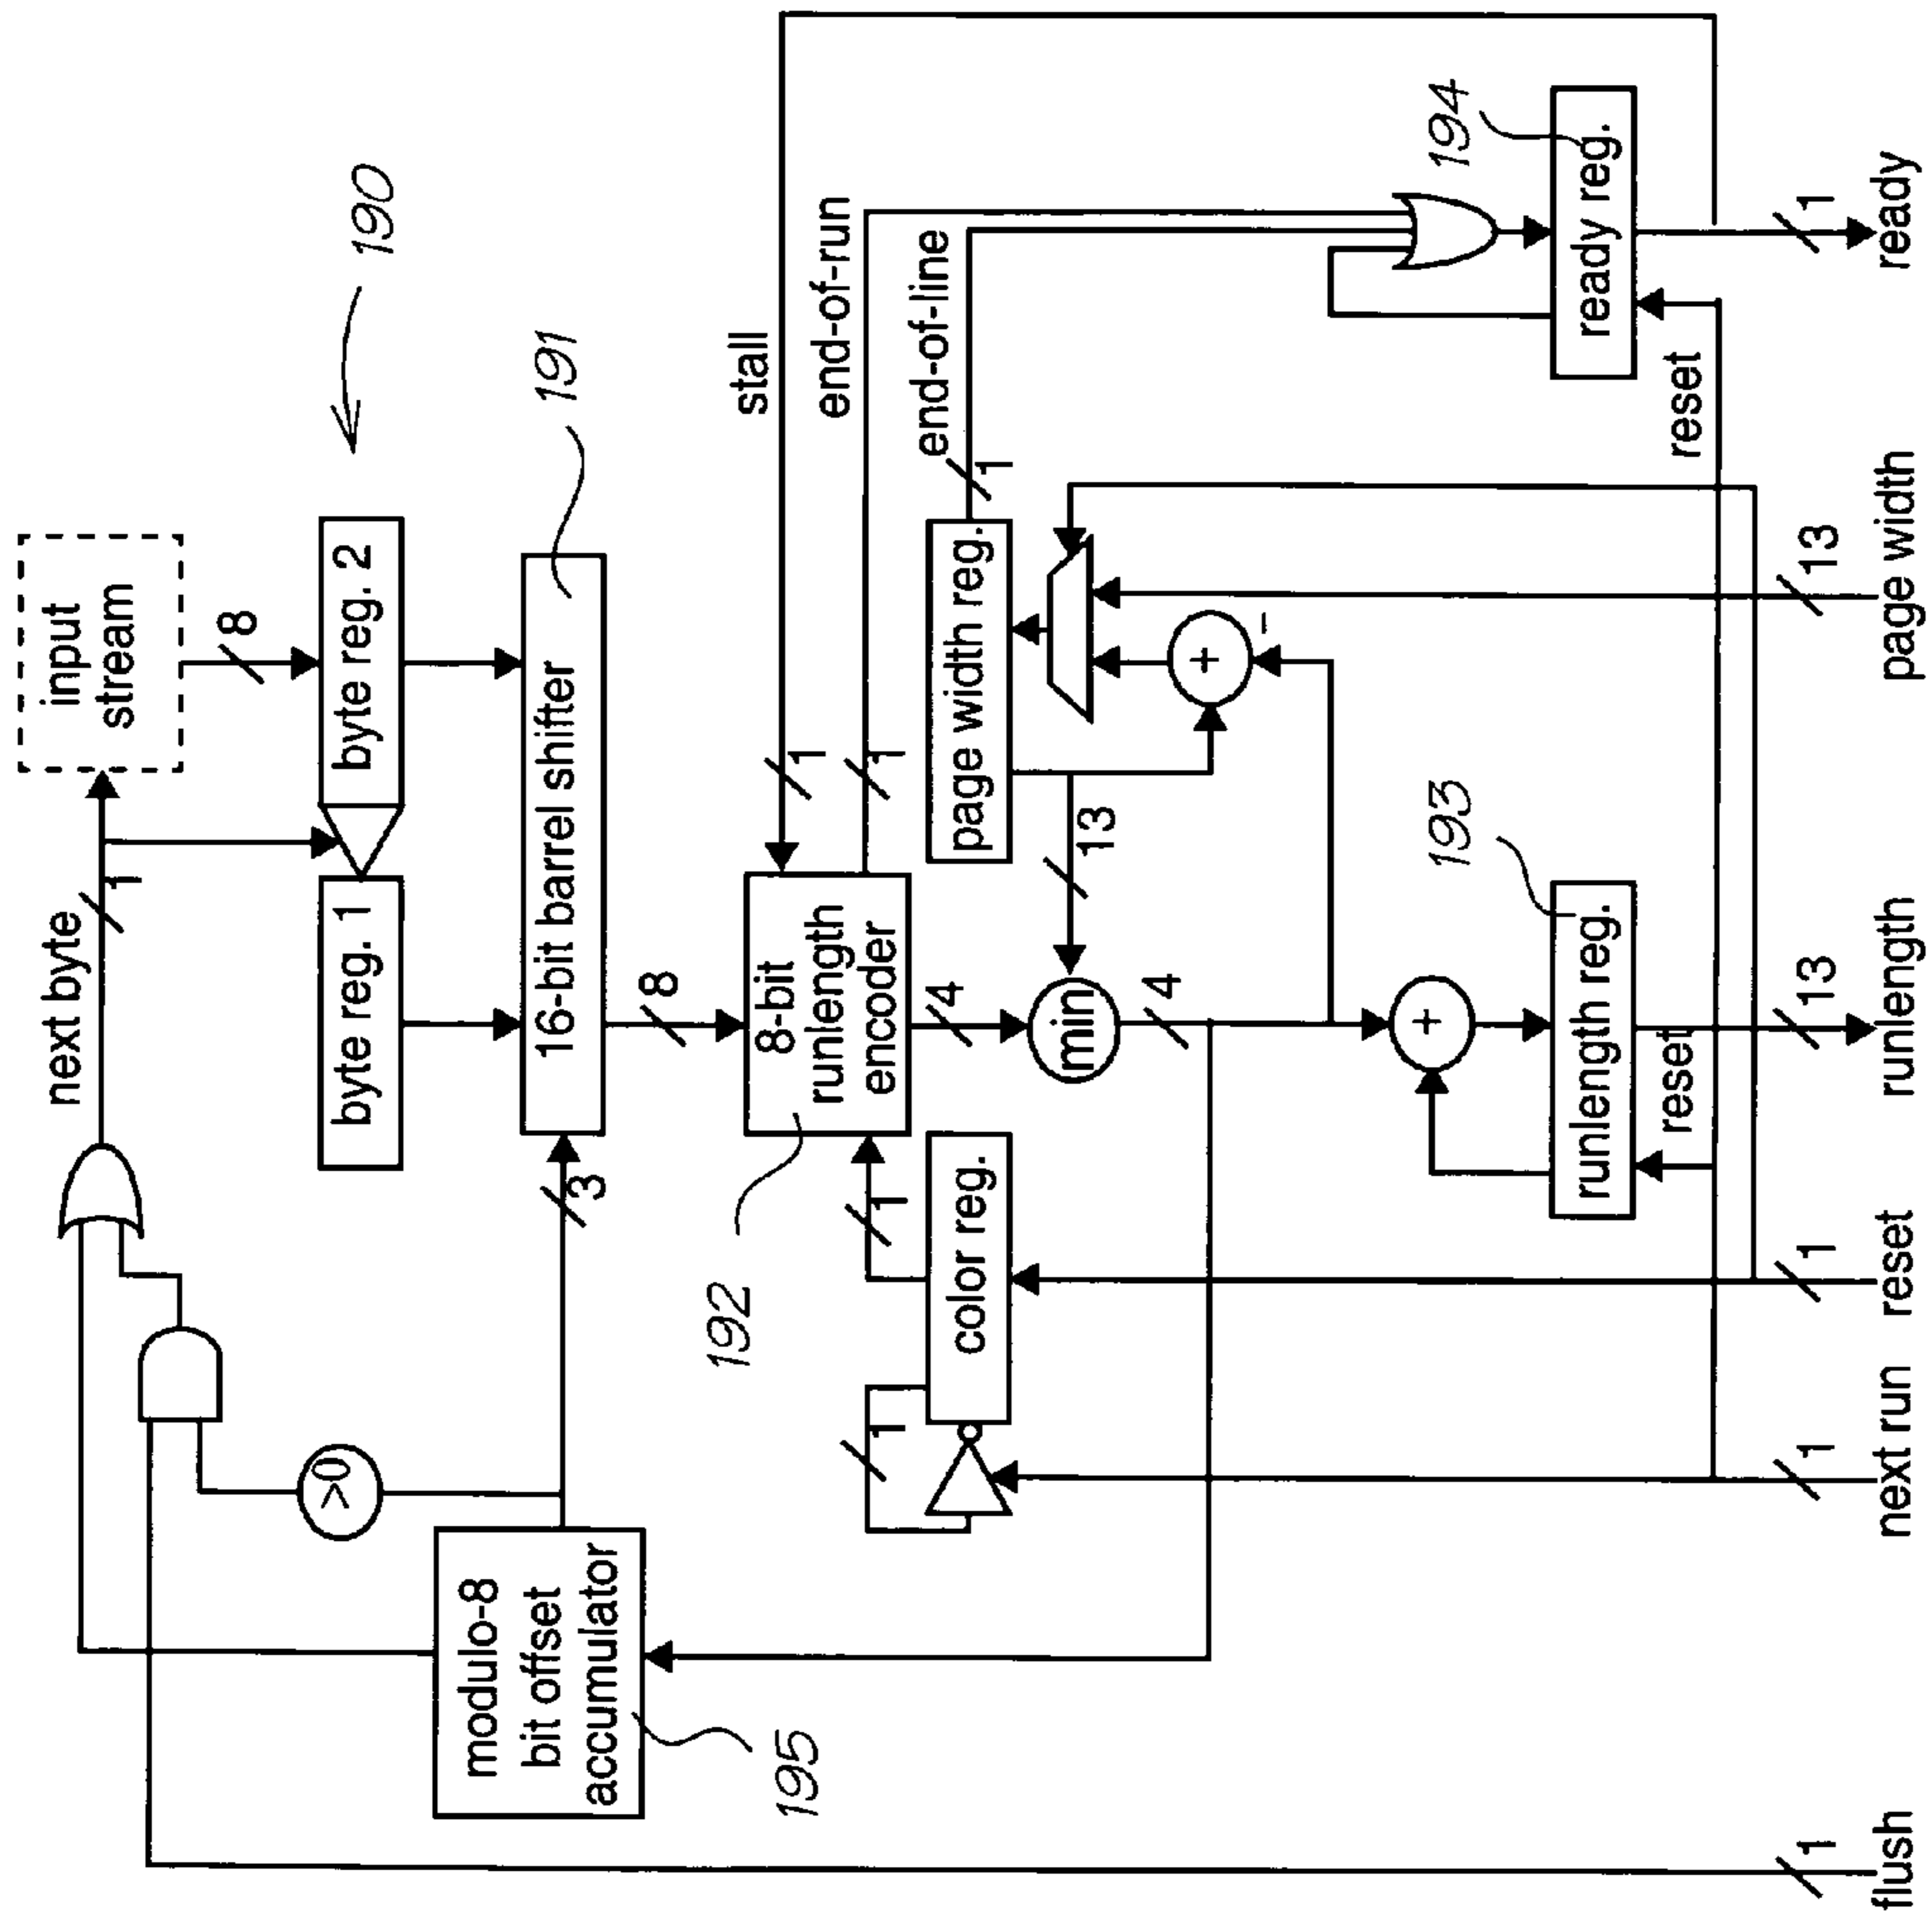 input
stream
190
next byte
1
8
byte reg. 1
byte reg. 2
191
16-bit barrel shifter
>0
3
8
modulo-8
bit offset
accumulator
195
192
8-bit
runlength
encoder
stall
1
end-of-run
1
end-of-line
1
color reg.
1
1
page width reg.
4
min
13
4
+
-
+
193
runlength reg.
reset
194
ready reg.
reset
1
flush
1
next run
1
reset
13
runlength
13
page width
1
ready